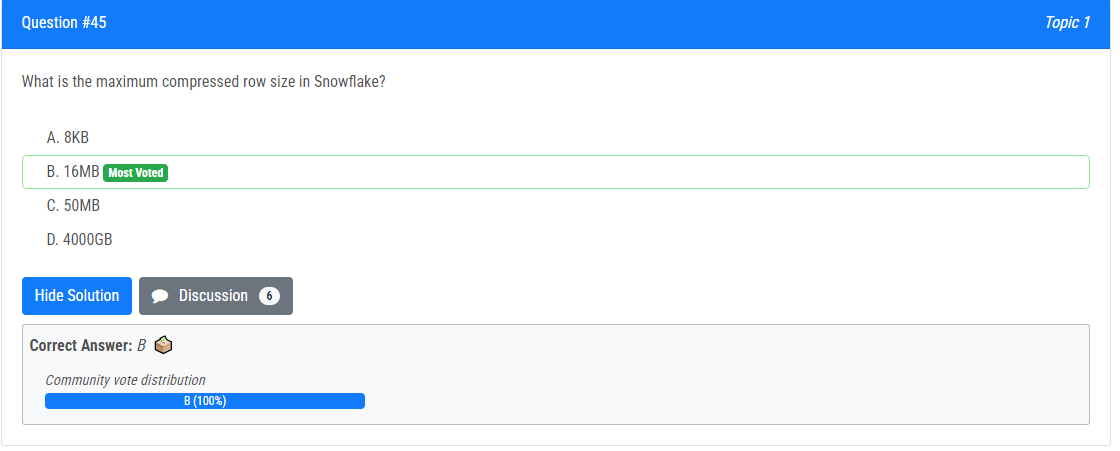 Question #45 Topic 1
What is the maximum compressed row size in Snowflake?
A. 8KB
B. 16MB Most Voted
C. 50MB
D. 4000GB
Hide Solution Discussion 6
Correct Answer: B
Community vote distribution
B (100%)